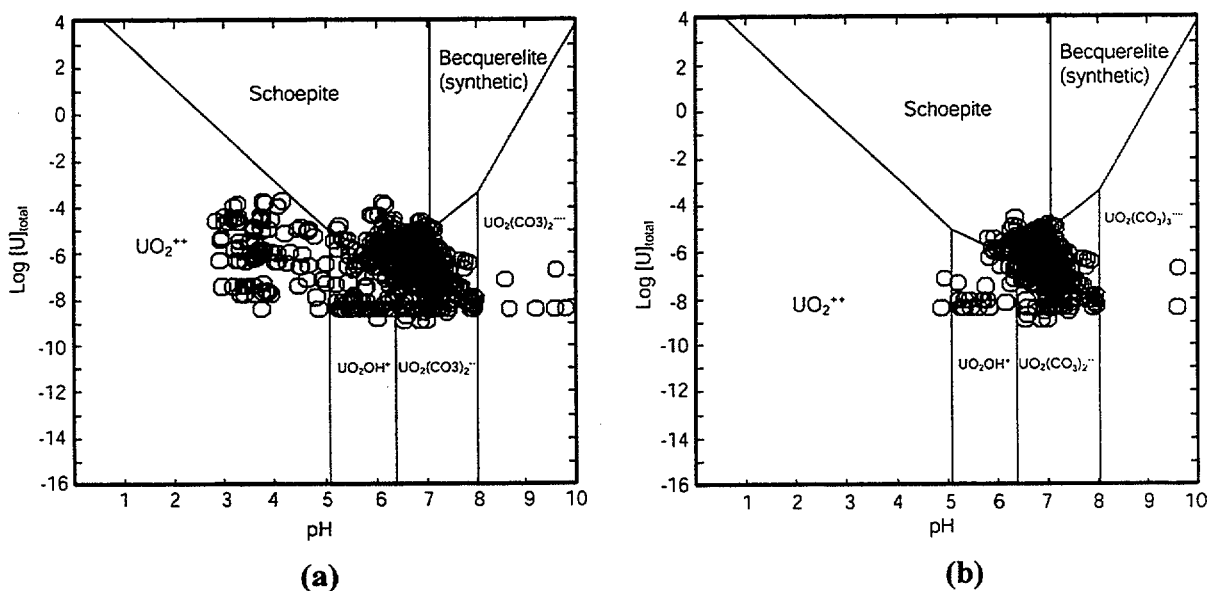 4
2
0
-2
-4
-6
-8
-10
-12
-14
-16
Log [U]total
Schoepite
Becquerelite
(synthetic)
UO2++
UO2(CO3)2----
UO2OH+
UO2(CO3)2--
1 2 3 4 5 6 7 8 9 10
pH
(a)
4
2
0
-2
-4
-6
-8
-10
-12
-14
-16
Log [U]total
Schoepite
Becquerelite
(synthetic)
UO2++
UO2(CO3)3----
UO2OH+
UO2(CO3)2--
1 2 3 4 5 6 7 8 9 10
pH
(b)